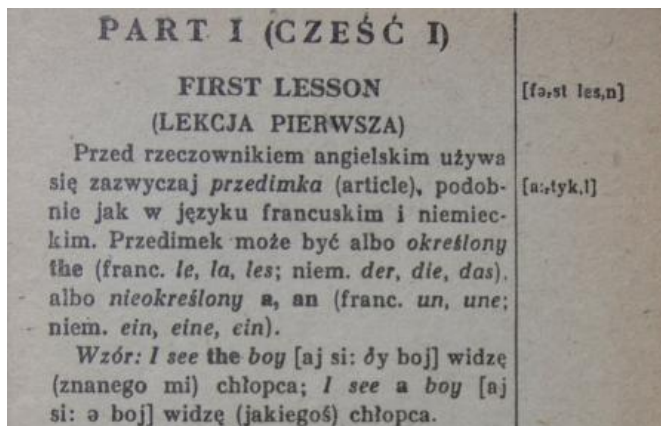 PART I (CZEŚĆ I)
FIRST LESSON
[fə,st les,n]
(LEKCJA PIERWSZA)
Przed rzeczownikiem angielskim używa
się zazwyczaj przedimka (article), podob-
[a:,tyk,l]
nie jak w języku francuskim i niemiec-
kim. Przedimek może być albo określony
the (franc. le, la, les; niem. der, die, das).
albo nieokreślony a, an (franc. un, une;
niem. ein, eine, ein).
Wzór: I see the boy [aj si: ðy boj] widzę
(znanego mi) chłopca; I see a boy [aj
si: ə boj] widzę (jakiegoś) chłopca.